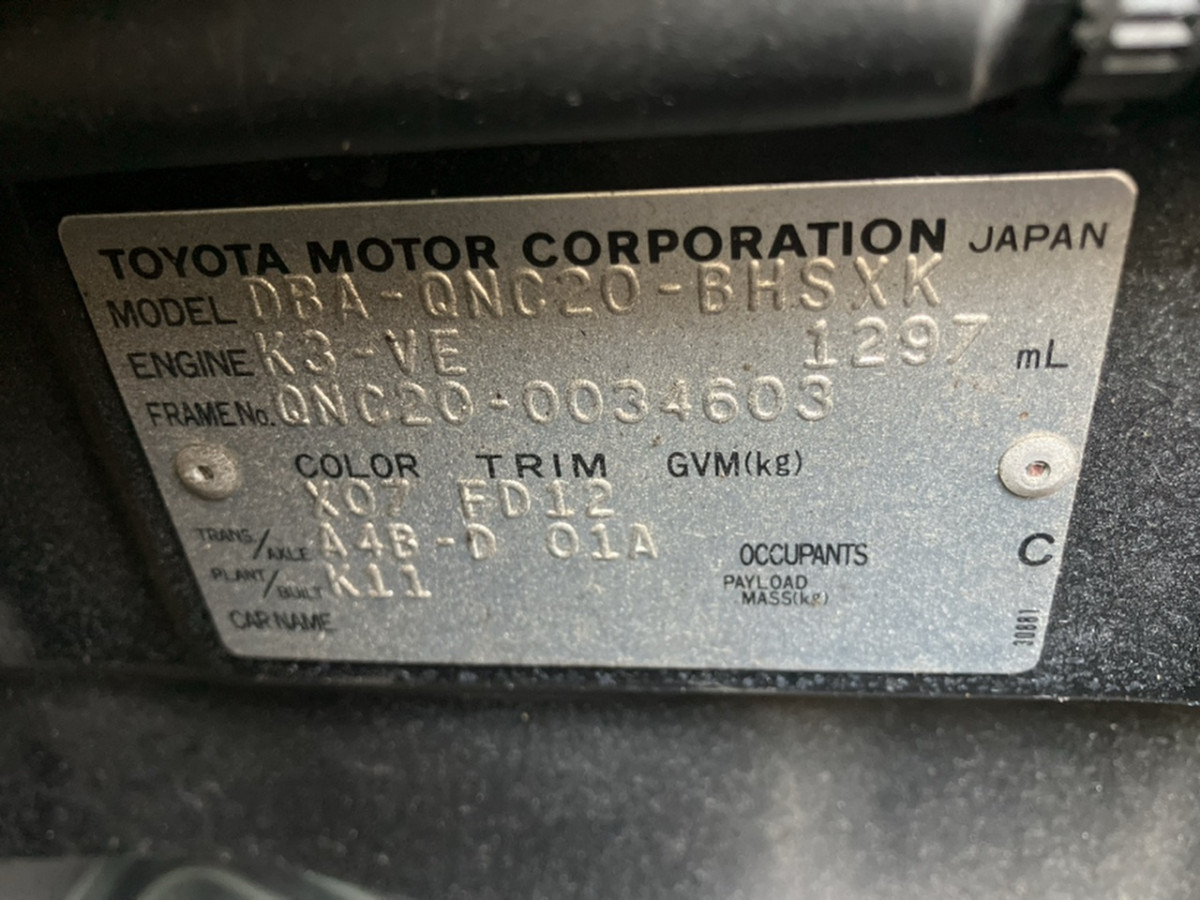 TOYOTA MOTOR CORPORATION JAPAN
MODEL DBA-QNC20-BHSXK
ENGINE K3-VE 1297 mL
FRAME No. QNC20-0034603
COLOR TRIM GVM(kg)
X07 FD12
TRANS./AXLE A4B-D 01A OCCUPANTS C
PLANT/BUILT K11 PAYLOAD MASS(kg)
CAR NAME
30881